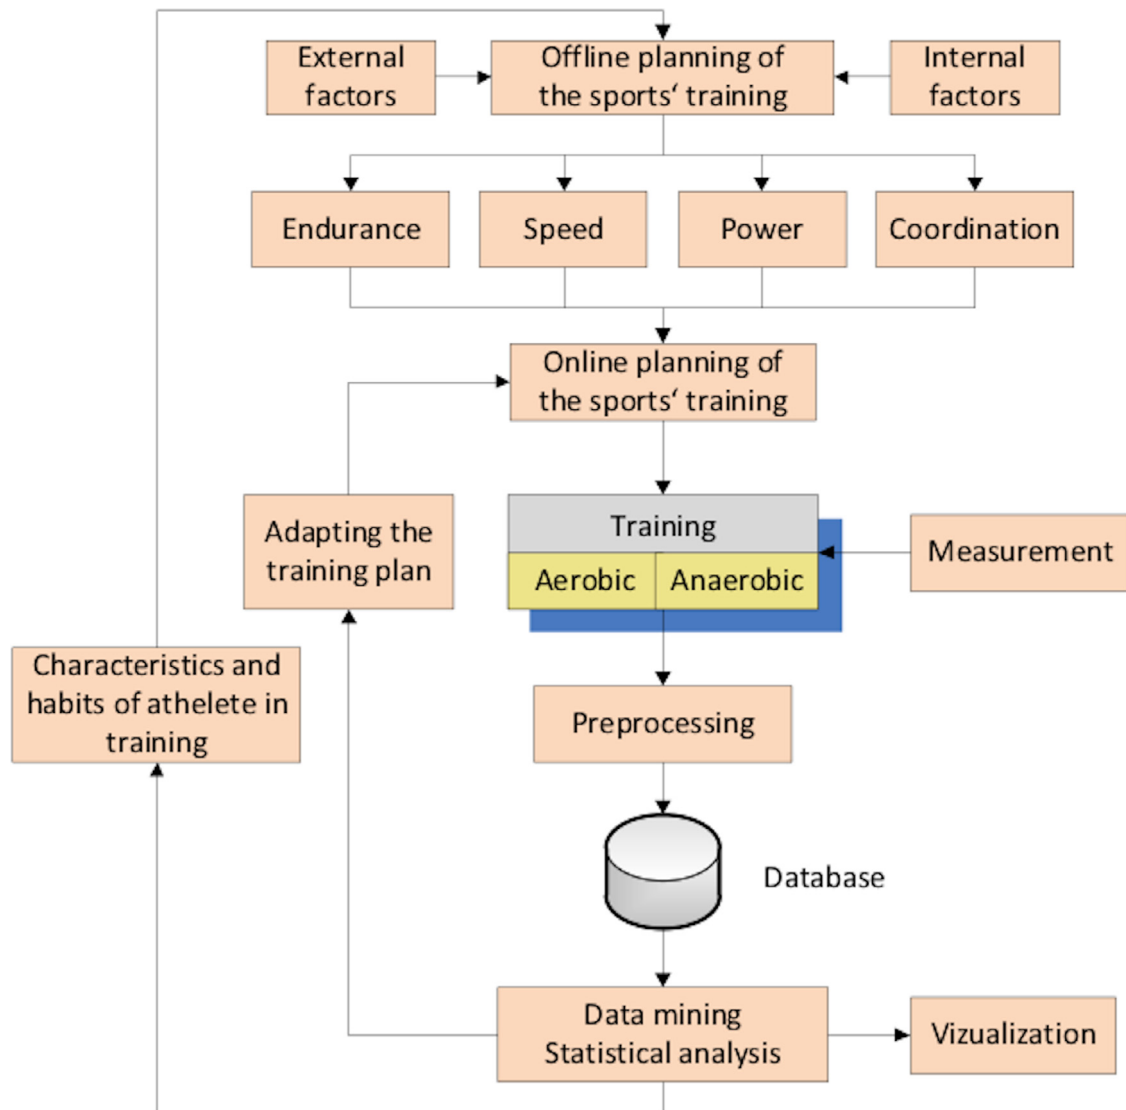 External
factors
Offline planning of
the sports‘ training
Internal
factors
Endurance
Speed
Power
Coordination
Online planning of
the sports‘ training
Adapting the
training plan
Training
Aerobic
Anaerobic
Measurement
Characteristics and
habits of athelete in
training
Preprocessing
Database
Data mining
Statistical analysis
Vizualization